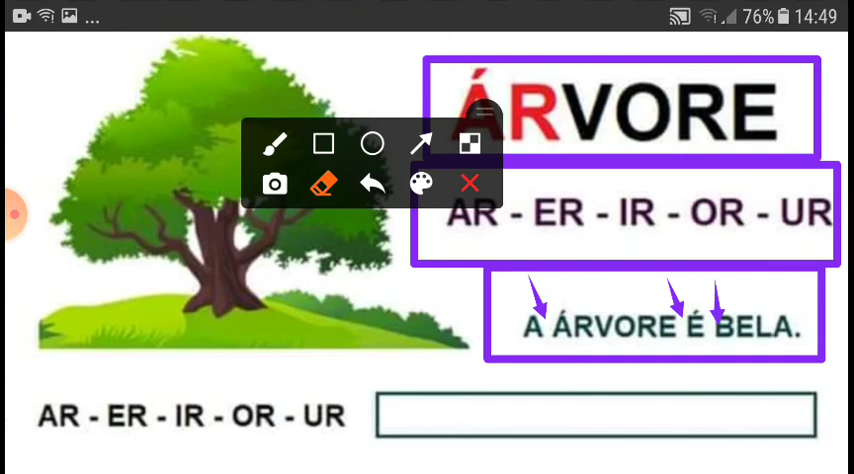 ... 76% 14:49
ÁRVORE
AR - ER - IR - OR - UR
A ÁRVORE É BELA.
AR - ER - IR - OR - UR